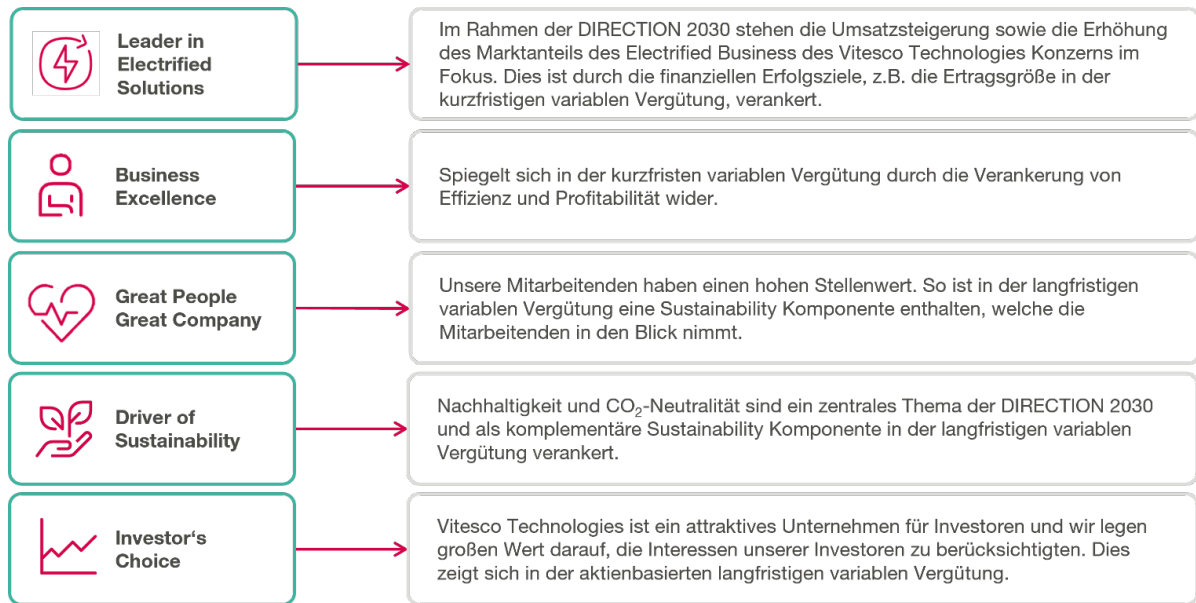 Leader in
Electrified
Solutions
Im Rahmen der DIRECTION 2030 stehen die Umsatzsteigerung sowie die Erhöhung
des Marktanteils des Electrified Business des Vitesco Technologies Konzerns im
Fokus. Dies ist durch die finanziellen Erfolgsziele, z.B. die Ertragsgröße in der
kurzfristigen variablen Vergütung, verankert.
Business
Excellence
Spiegelt sich in der kurzfristen variablen Vergütung durch die Verankerung von
Effizienz und Profitabilität wider.
Great People
Great Company
Unsere Mitarbeitenden haben einen hohen Stellenwert. So ist in der langfristigen
variablen Vergütung eine Sustainability Komponente enthalten, welche die
Mitarbeitenden in den Blick nimmt.
Driver of
Sustainability
Nachhaltigkeit und CO₂-Neutralität sind ein zentrales Thema der DIRECTION 2030
und als komplementäre Sustainability Komponente in der langfristigen variablen
Vergütung verankert.
Investor‘s
Choice
Vitesco Technologies ist ein attraktives Unternehmen für Investoren und wir legen
großen Wert darauf, die Interessen unserer Investoren zu berücksichtigten. Dies
zeigt sich in der aktienbasierten langfristigen variablen Vergütung.